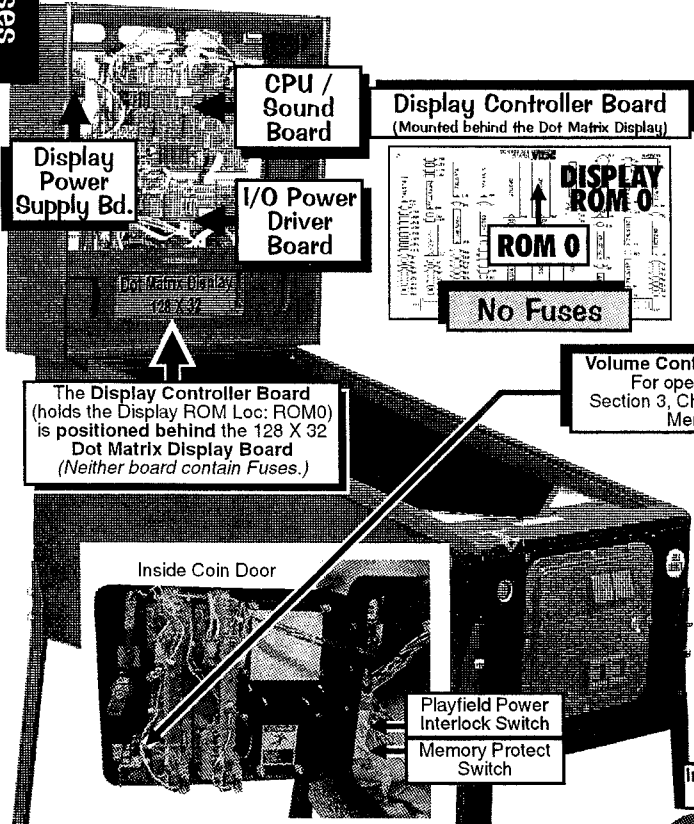 ses
CPU /
Sound
Board
Display
Power
Supply Bd.
I/O Power
Driver
Board
Dot Matrix Display
128 X 32
Display Controller Board
(Mounted behind the Dot Matrix Display)
DISPLAY
ROM 0
ROM 0
No Fuses
The Display Controller Board
(holds the Display ROM Loc: ROM0)
is positioned behind the 128 X 32
Dot Matrix Display Board
(Neither board contain Fuses.)
Volume Cont
For ope
Section 3, Ch
Me
Inside Coin Door
Playfield Power
Interlock Switch
Memory Protect
Switch